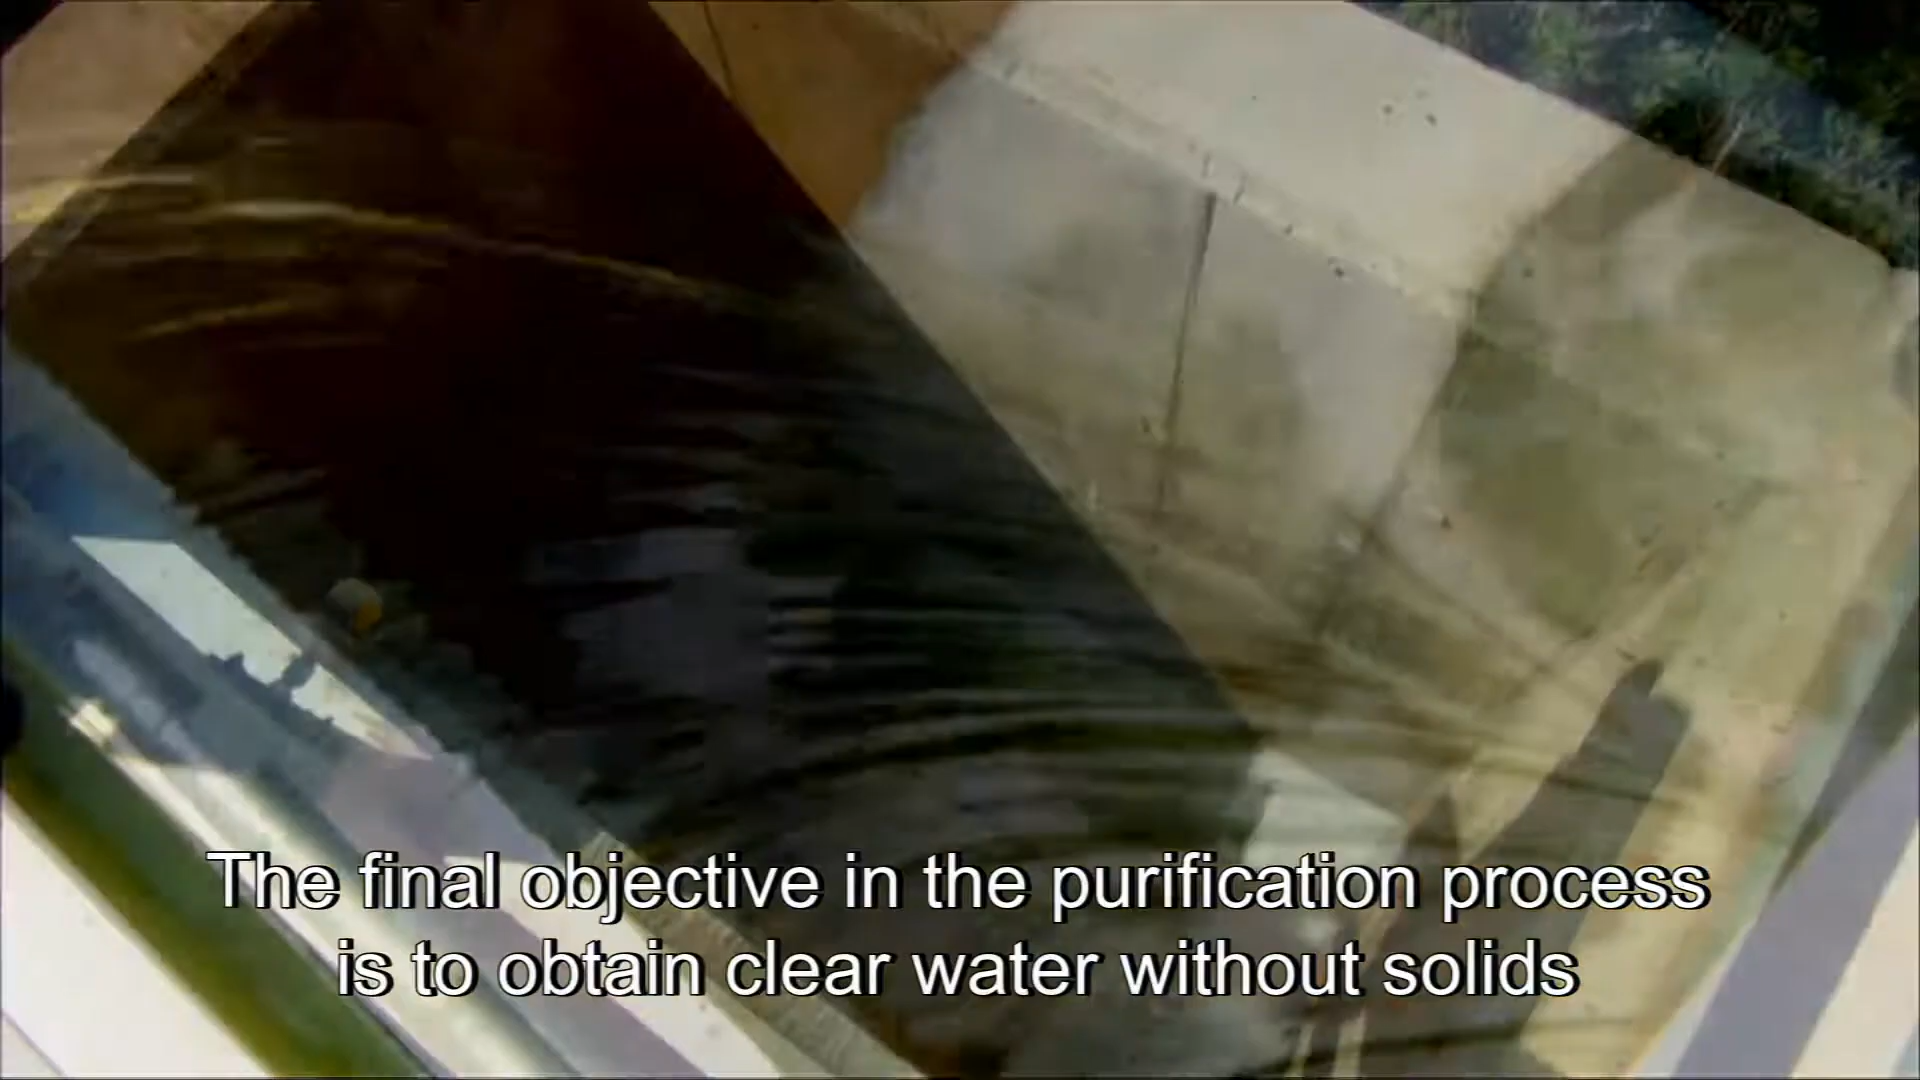 The final objective in the purification process
is to obtain clear water without solids